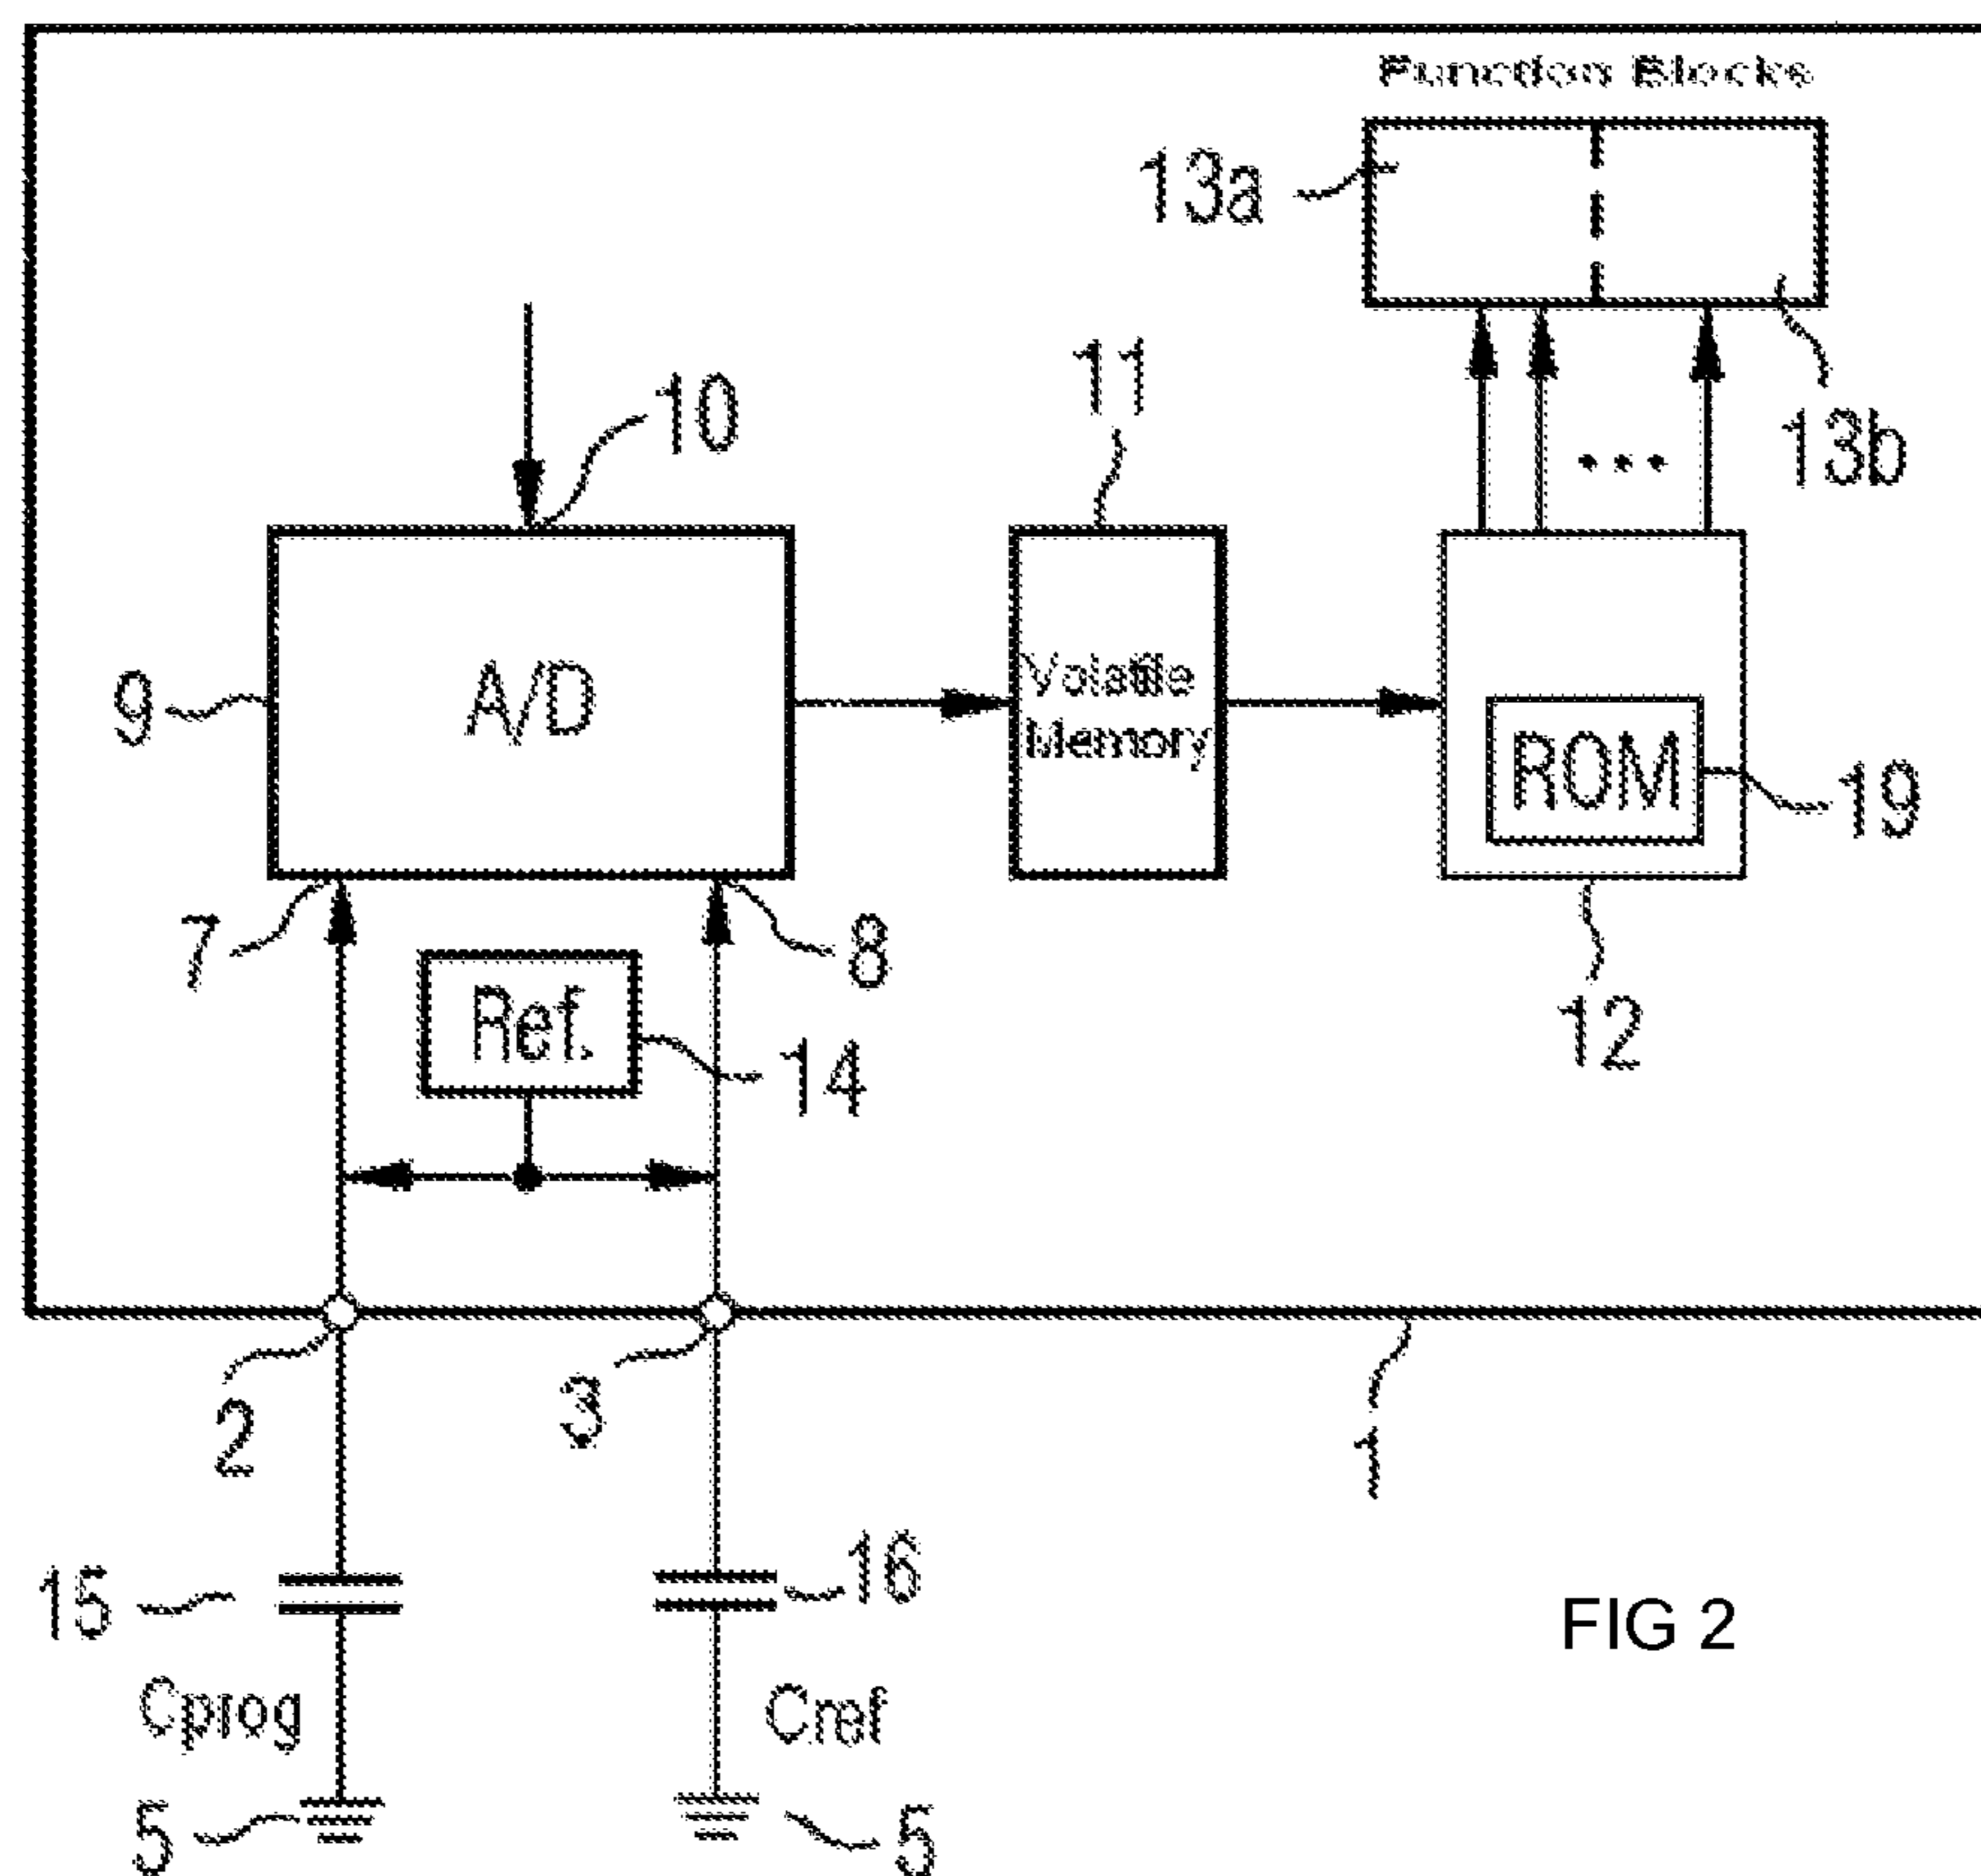 Function Blocks
13a
11
10
13b
9
A/D
Volatile
Memory
ROM
19
7
8
Ref.
14
12
2
3
1
15
16
FIG 2
Cprog
Cref
5
5